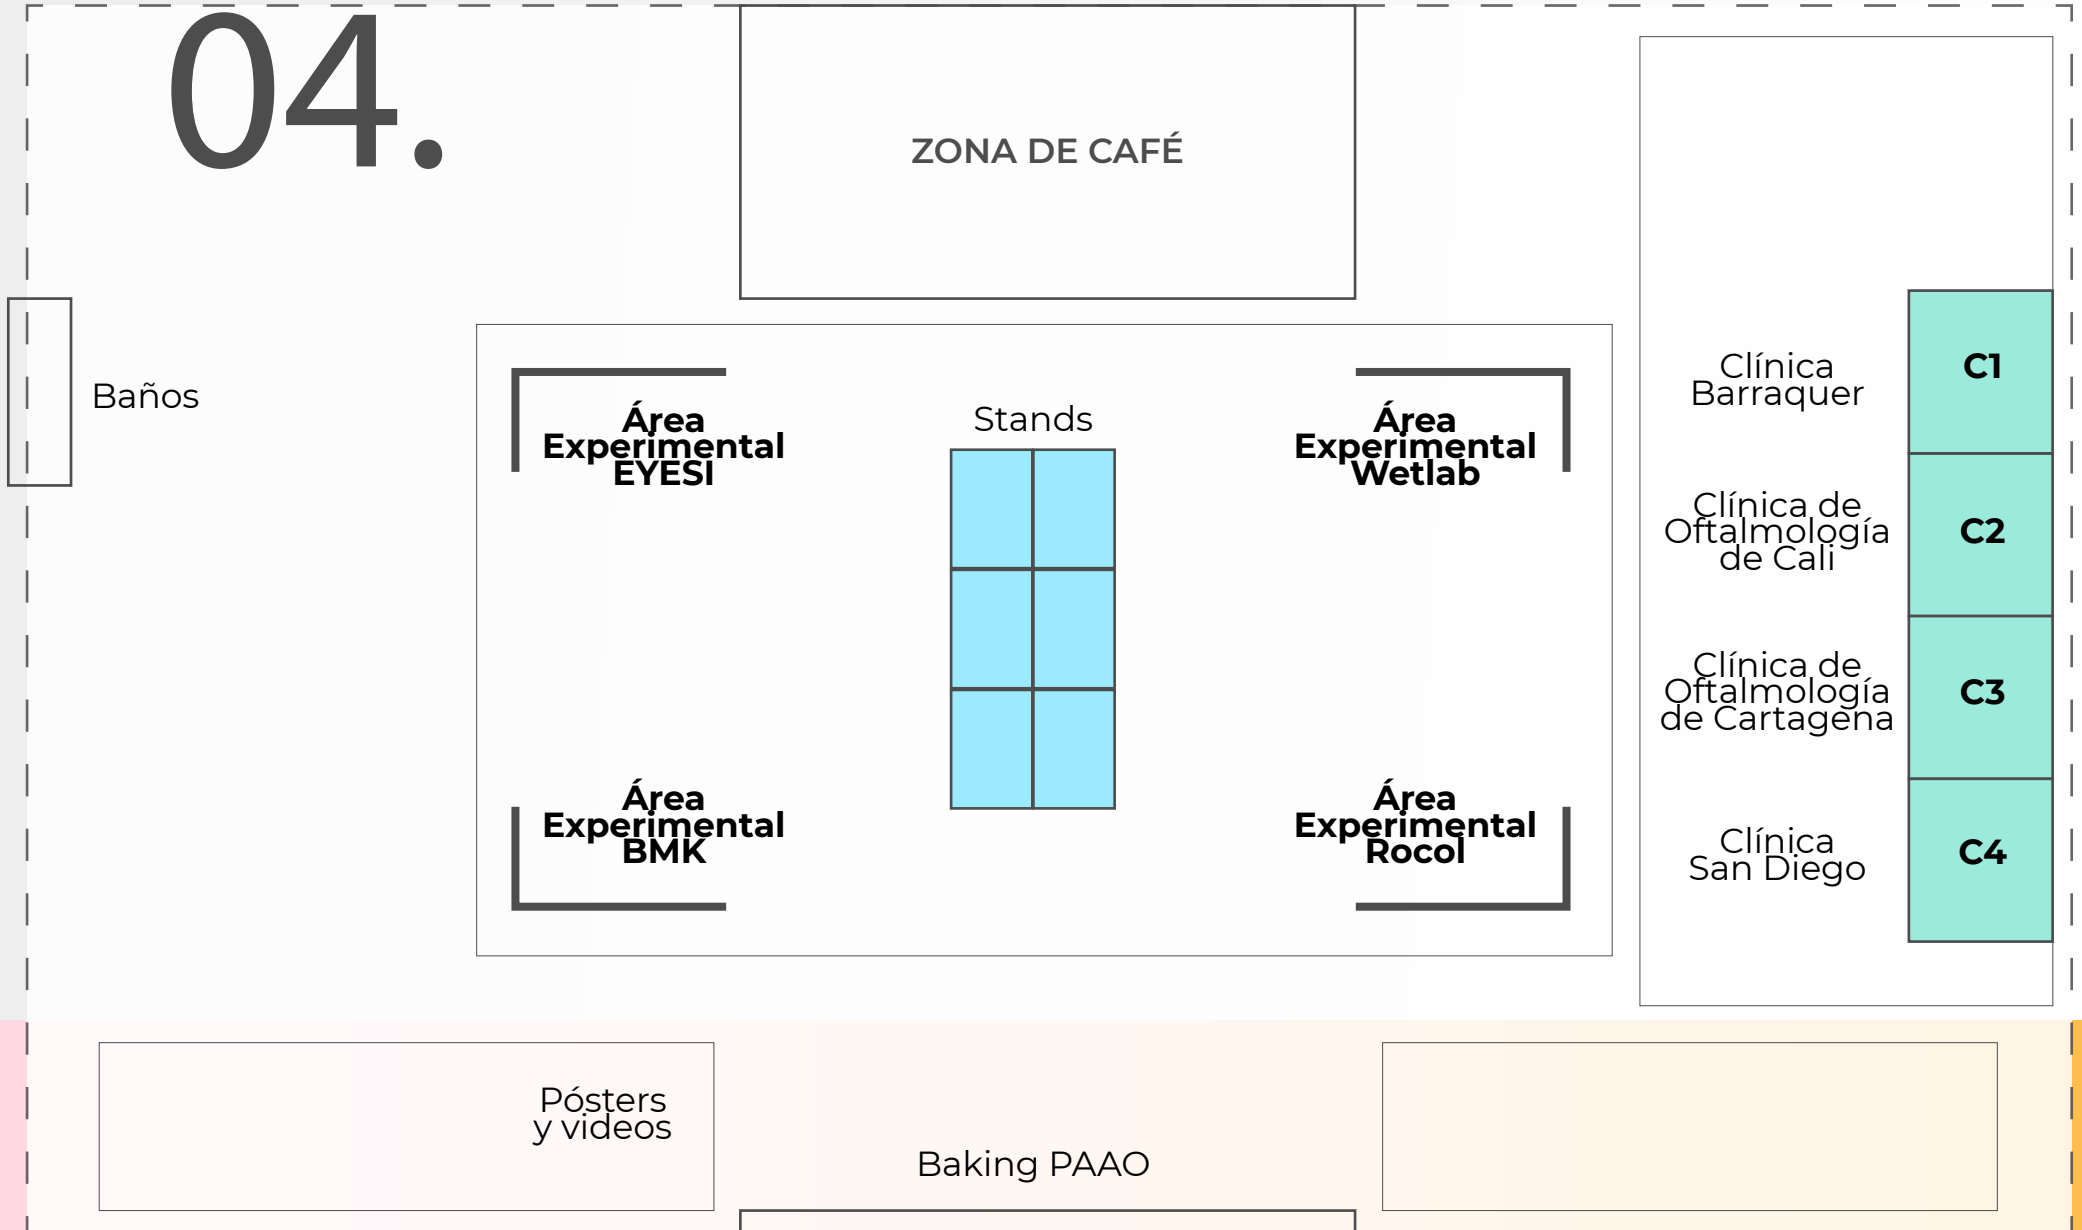 04.
ZONA DE CAFÉ
Baños
Área
Experimental
EYESI
Stands
Área
Experimental
Wetlab
Área
Experimental
BMK
Área
Experimental
Rocol
Clínica
Barraquer
C1
Clínica de
Oftalmología
de Cali
C2
Clínica de
Oftalmología
de Cartagena
C3
Clínica
San Diego
C4
Pósters
y videos
Baking PAAO